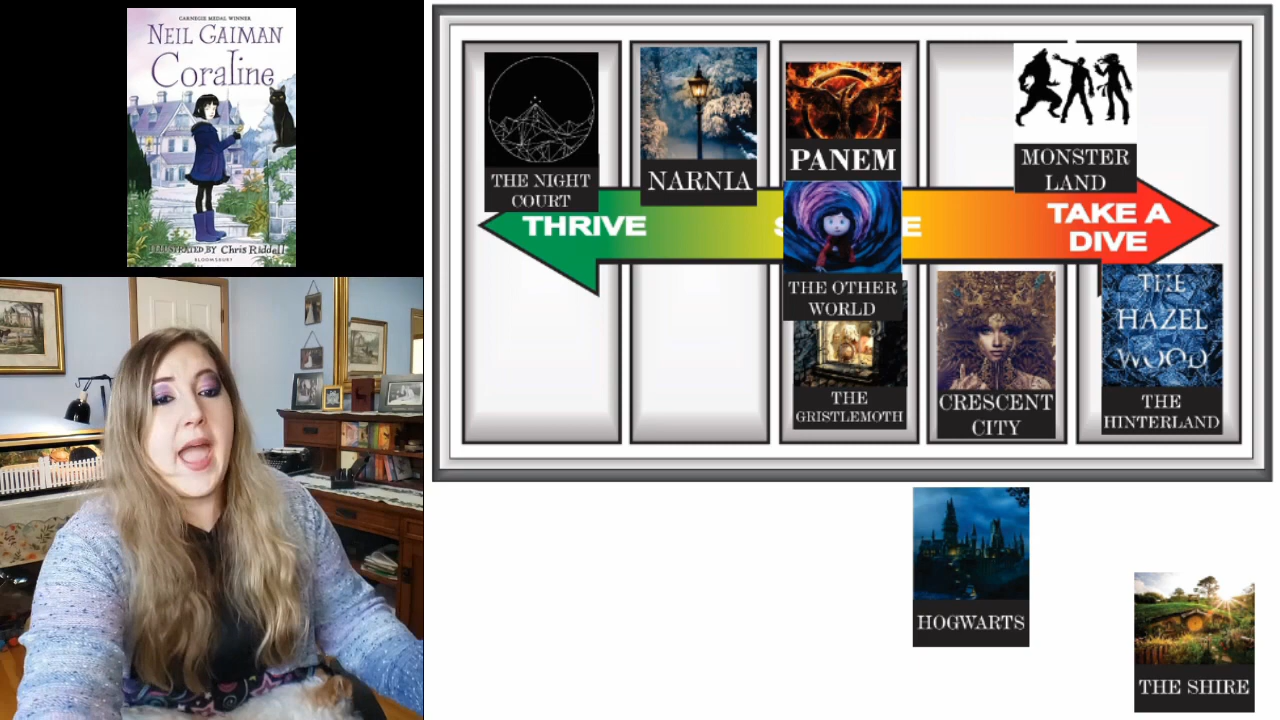 CARNEGIE MEDAL WINNER
NEIL GAIMAN
Coraline
ILLUSTRATED BY Chris Riddell
BLOOMSBURY
THE NIGHT
COURT
NARNIA
PANEM
MONSTER
LAND
THRIVE
S
E
TAKE A
DIVE
THE OTHER
WORLD
THE
GRISTLEMOTH
CRESCENT
CITY
THE
HAZEL
WOOD
THE
HINTERLAND
HOGWARTS
THE SHIRE